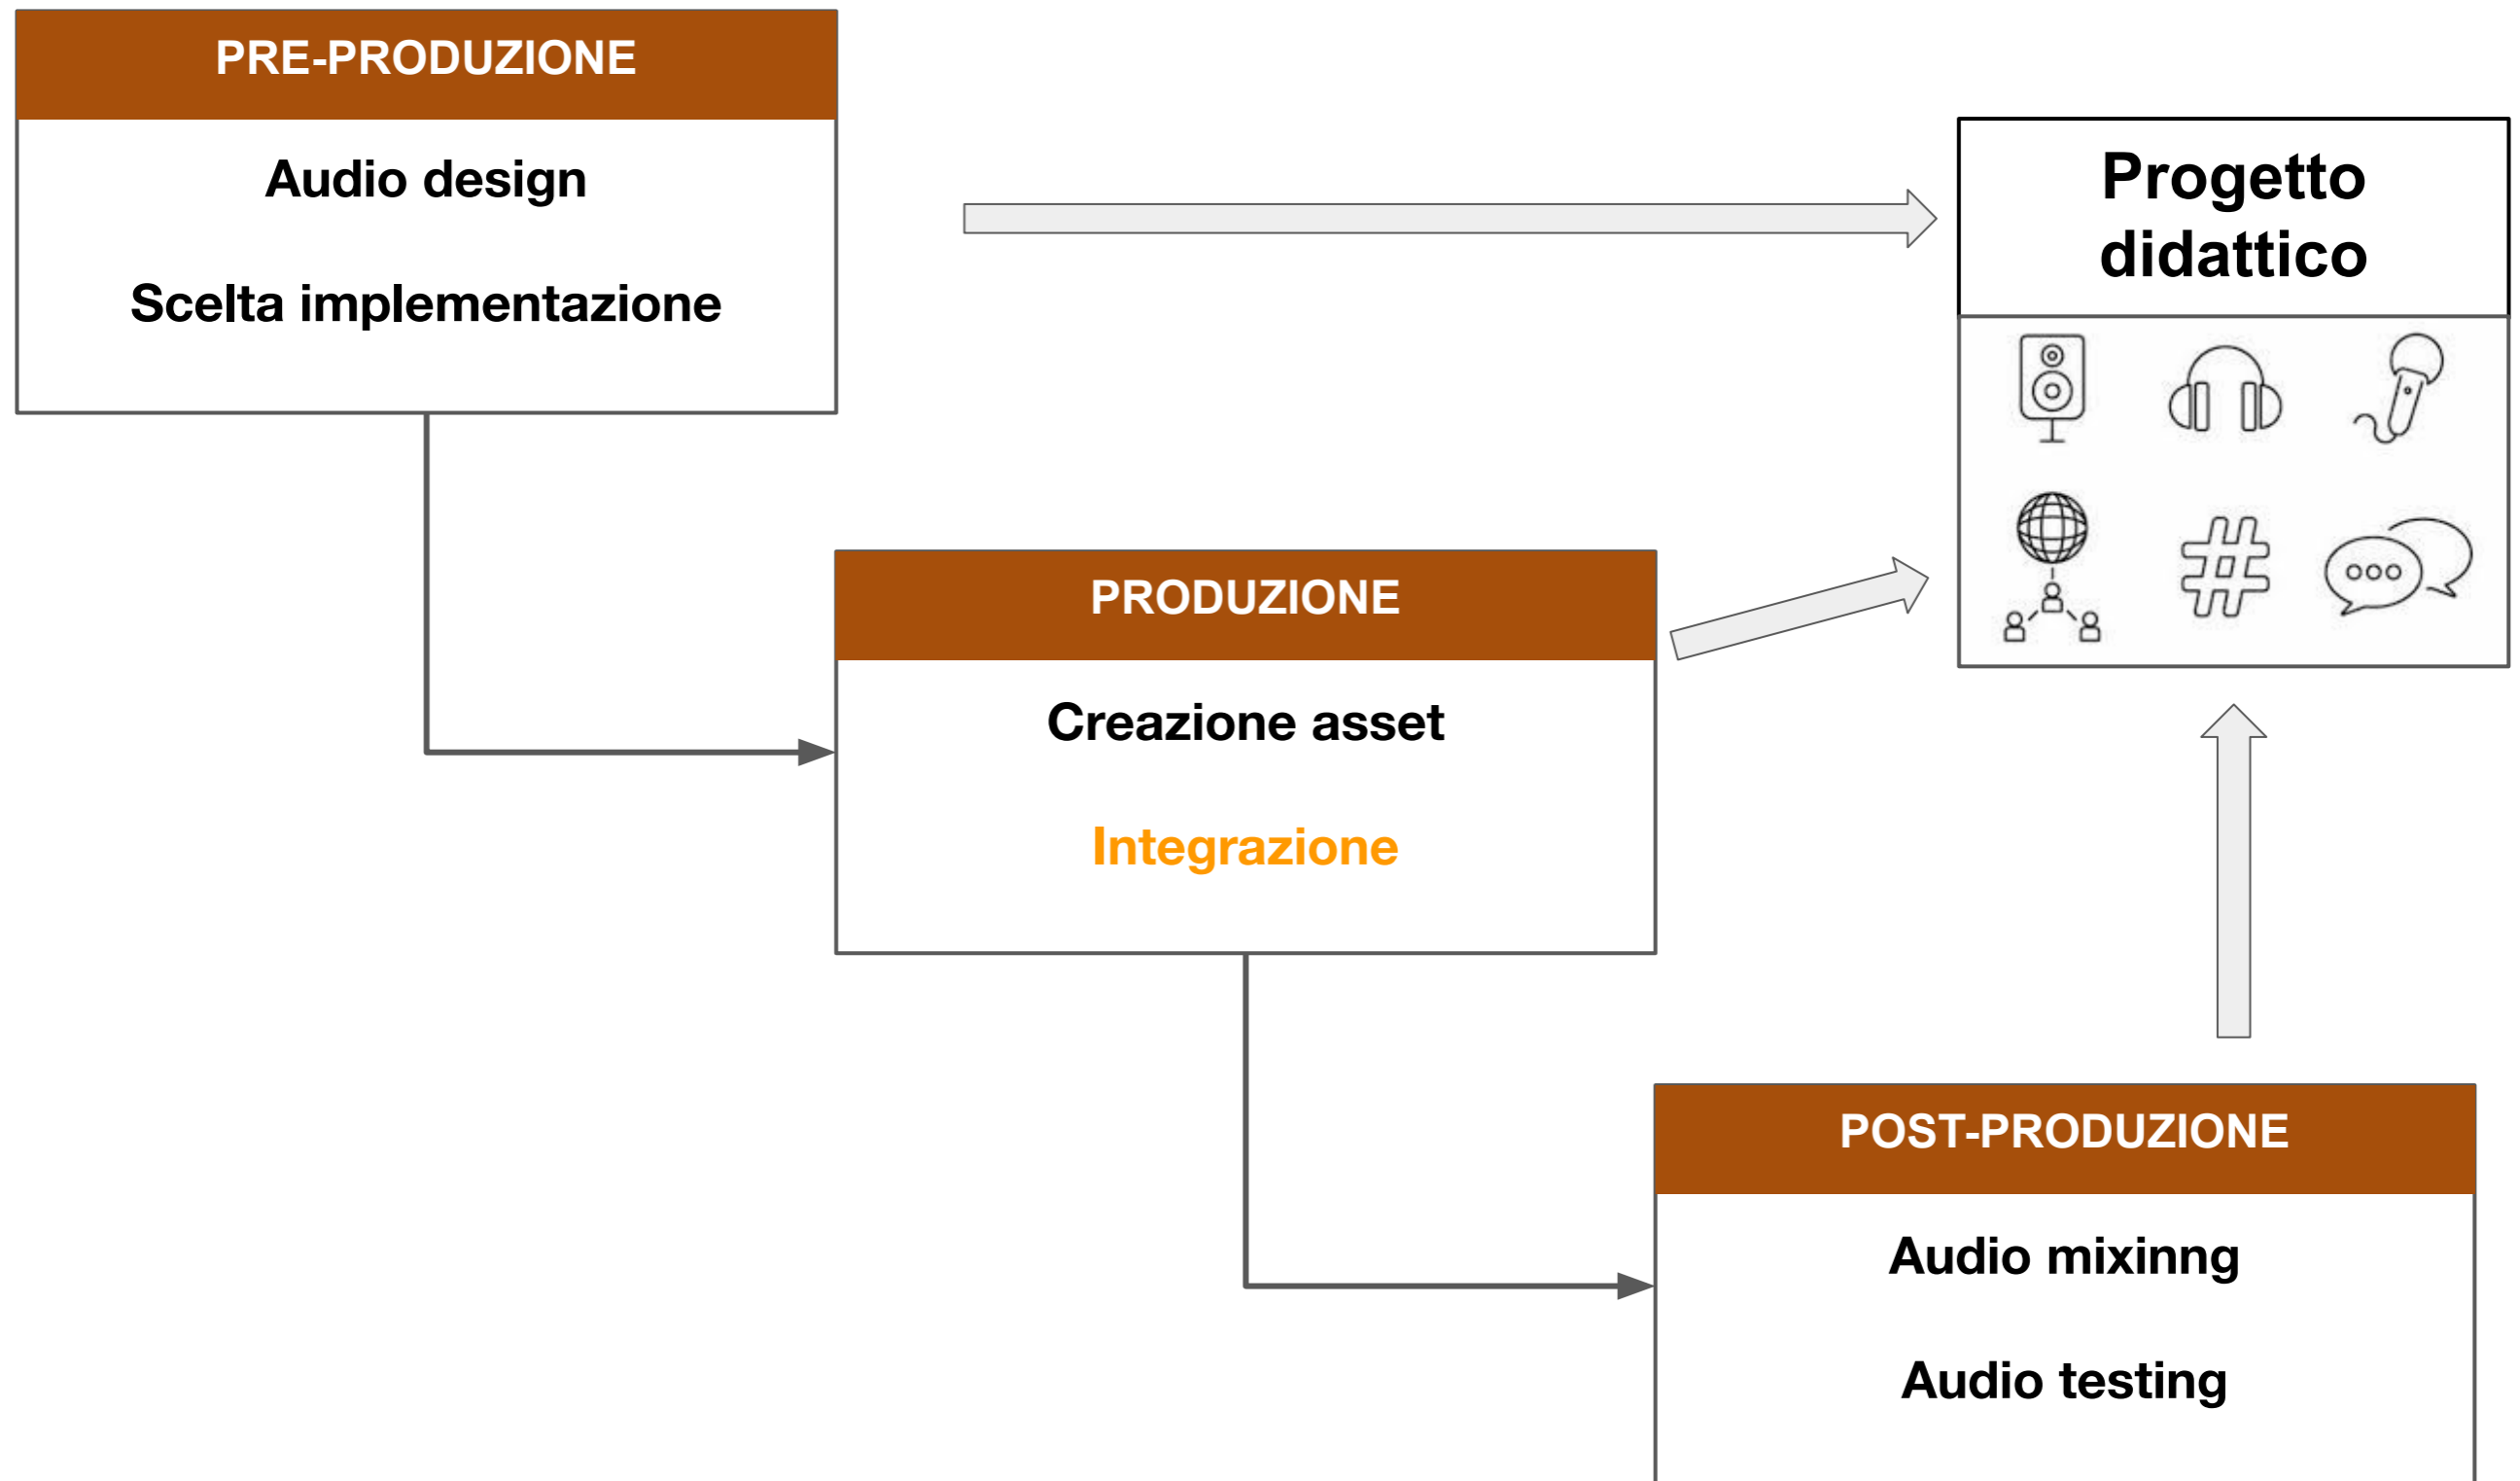 PRE-PRODUZIONE
Audio design
Scelta implementazione
Progetto
didattico
PRODUZIONE
Creazione asset
Integrazione
POST-PRODUZIONE
Audio mixinng
Audio testing